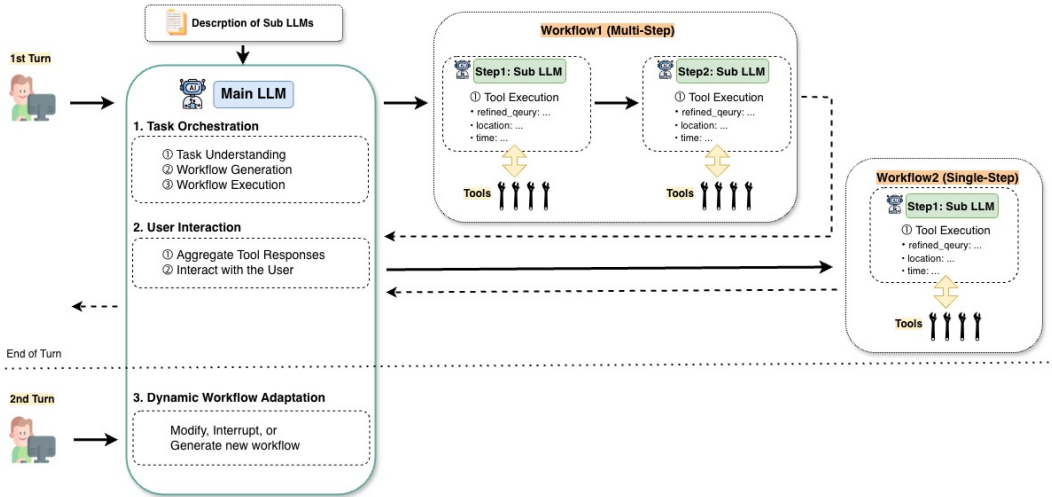 Descrption of Sub LLMs
1st Turn
AI
Main LLM
1. Task Orchestration
① Task Understanding
② Workflow Generation
③ Workflow Execution
2. User Interaction
① Aggregate Tool Responses
② Interact with the User
Workflow1 (Multi-Step)
AI
Step1: Sub LLM
① Tool Execution
• refined_qeury: ...
• location: ...
• time: ...
Tools
AI
Step2: Sub LLM
① Tool Execution
• refined_qeury: ...
• location: ...
• time: ...
Tools
Workflow2 (Single-Step)
AI
Step1: Sub LLM
① Tool Execution
• refined_qeury: ...
• location: ...
• time: ...
Tools
End of Turn
2nd Turn
3. Dynamic Workflow Adaptation
Modify, Interrupt, or
Generate new workflow